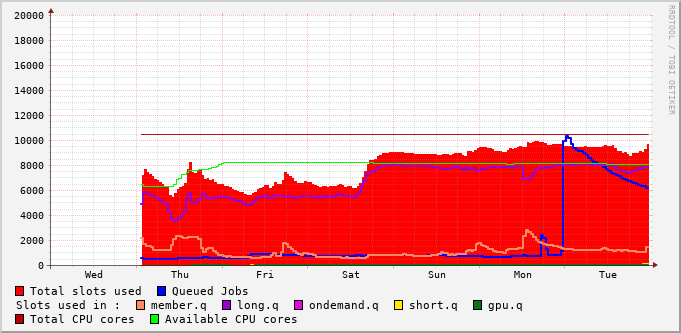 RRDTOOL / TOBI OETIKER
20000
18000
16000
14000
12000
10000
8000
6000
4000
2000
0
Wed Thu Fri Sat Sun Mon Tue
Total slots used Queued Jobs
Slots used in : member.q long.q ondemand.q short.q gpu.q
Total CPU cores Available CPU cores